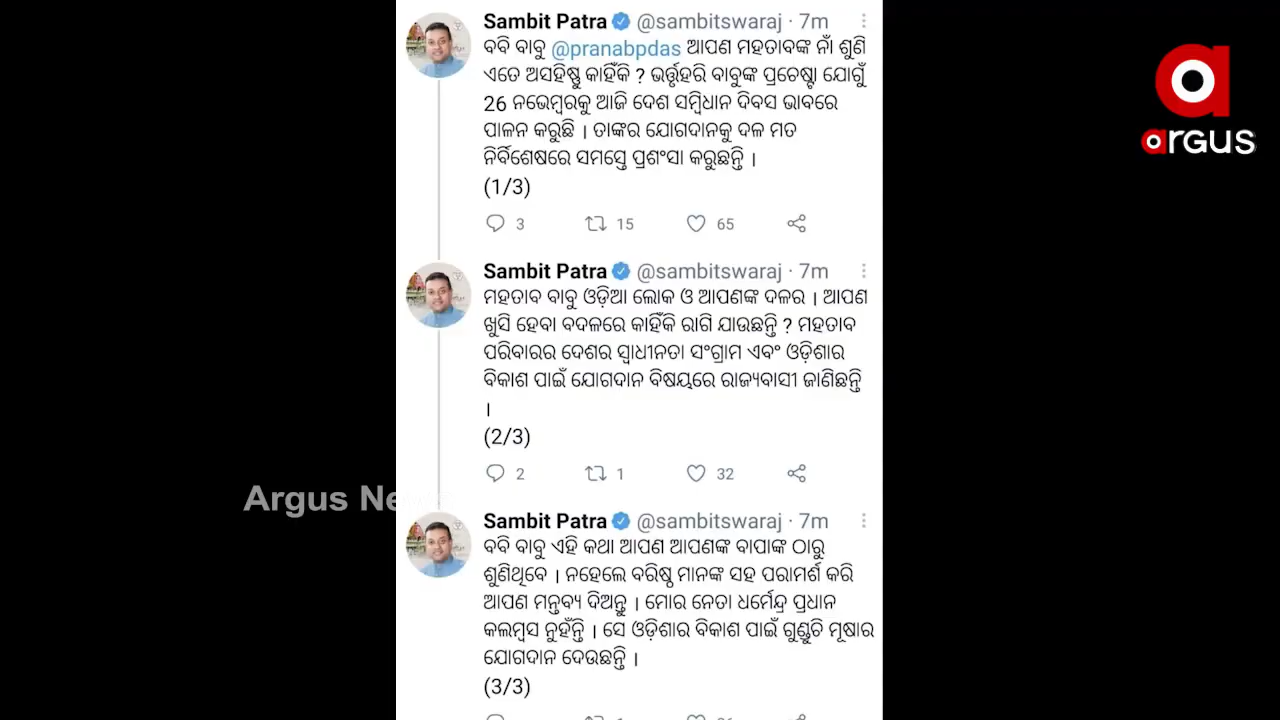 Sambit Patra @sambitswaraj · 7m
ବବି ବାବୁ @pranabpdas ଆପଣ ମହତାବଙ୍କ ନାଁ ଶୁଣି
ଏତେ ଅସହିଷ୍ଣୁ କାହିଁକି ? ଭର୍ତ୍ତୃହରି ବାବୁଙ୍କ ପ୍ରଚେଷ୍ଟା ଯୋଗୁଁ
26 ନଭେମ୍ବରକୁ ଆଜି ଦେଶ ସମ୍ବିଧାନ ଦିବସ ଭାବରେ
ପାଳନ କରୁଛି । ତାଙ୍କର ଯୋଗଦାନକୁ ଦଳ ମତ
ନିର୍ବିଶେଷରେ ସମସ୍ତେ ପ୍ରଶଂସା କରୁଛନ୍ତି ।
(1/3)
3 15 65
Sambit Patra @sambitswaraj · 7m
ମହତାବ ବାବୁ ଓଡ଼ିଆ ଲୋକ ଓ ଆପଣଙ୍କ ଦଳର । ଆପଣ
ଖୁସି ହେବା ବଦଳରେ କାହିଁକି ରାଗି ଯାଉଛନ୍ତି ? ମହତାବ
ପରିବାରର ଦେଶର ସ୍ୱାଧୀନତା ସଂଗ୍ରାମ ଏବଂ ଓଡ଼ିଶାର
ବିକାଶ ପାଇଁ ଯୋଗଦାନ ବିଷୟରେ ରାଜ୍ୟବାସୀ ଜାଣିଛନ୍ତି
।
(2/3)
2 1 32
Sambit Patra @sambitswaraj · 7m
ବବି ବାବୁ ଏହି କଥା ଆପଣ ଆପଣଙ୍କ ବାପାଙ୍କ ଠାରୁ
ଶୁଣିଥିବେ । ନହେଲେ ବରିଷ୍ଠ ମାନଙ୍କ ସହ ପରାମର୍ଶ କରି
ଆପଣ ମନ୍ତବ୍ୟ ଦିଅନ୍ତୁ । ମୋର ନେତା ଧର୍ମେନ୍ଦ୍ର ପ୍ରଧାନ
କଲମ୍ବସ ନୁହଁନ୍ତି । ସେ ଓଡ଼ିଶାର ବିକାଶ ପାଇଁ ଗୁଣ୍ଡୁଚି ମୂଷାର
ଯୋଗଦାନ ଦେଉଛନ୍ତି ।
(3/3)
argus
Argus Ne